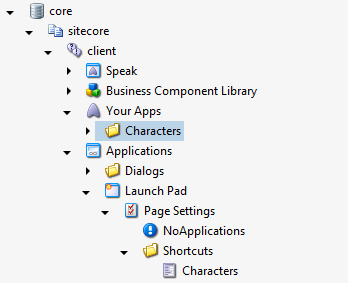 core
sitecore
client
Speak
Business Component Library
Your Apps
Characters
Applications
Dialogs
Launch Pad
Page Settings
NoApplications
Shortcuts
Characters